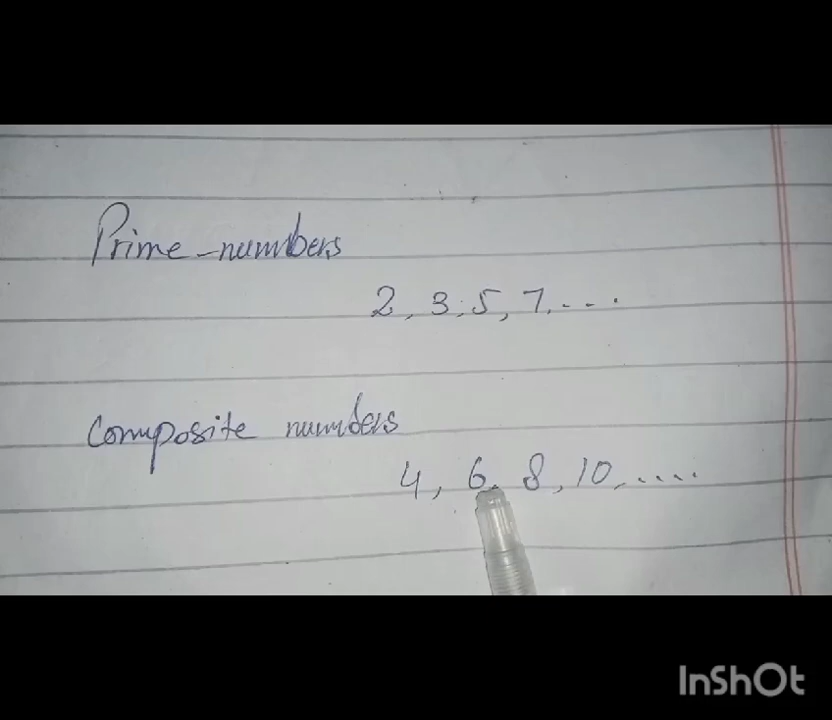 Prime-numbers
2, 3, 5, 7, ....
Composite numbers
4, 6, 8, 10, .....
InShOt